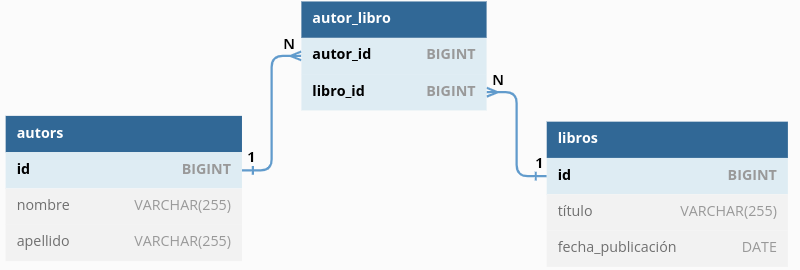 autor_libro
autor_id BIGINT
libro_id BIGINT
N
N
autors
id BIGINT
nombre VARCHAR(255)
apellido VARCHAR(255)
1
1
libros
id BIGINT
título VARCHAR(255)
fecha_publicación DATE